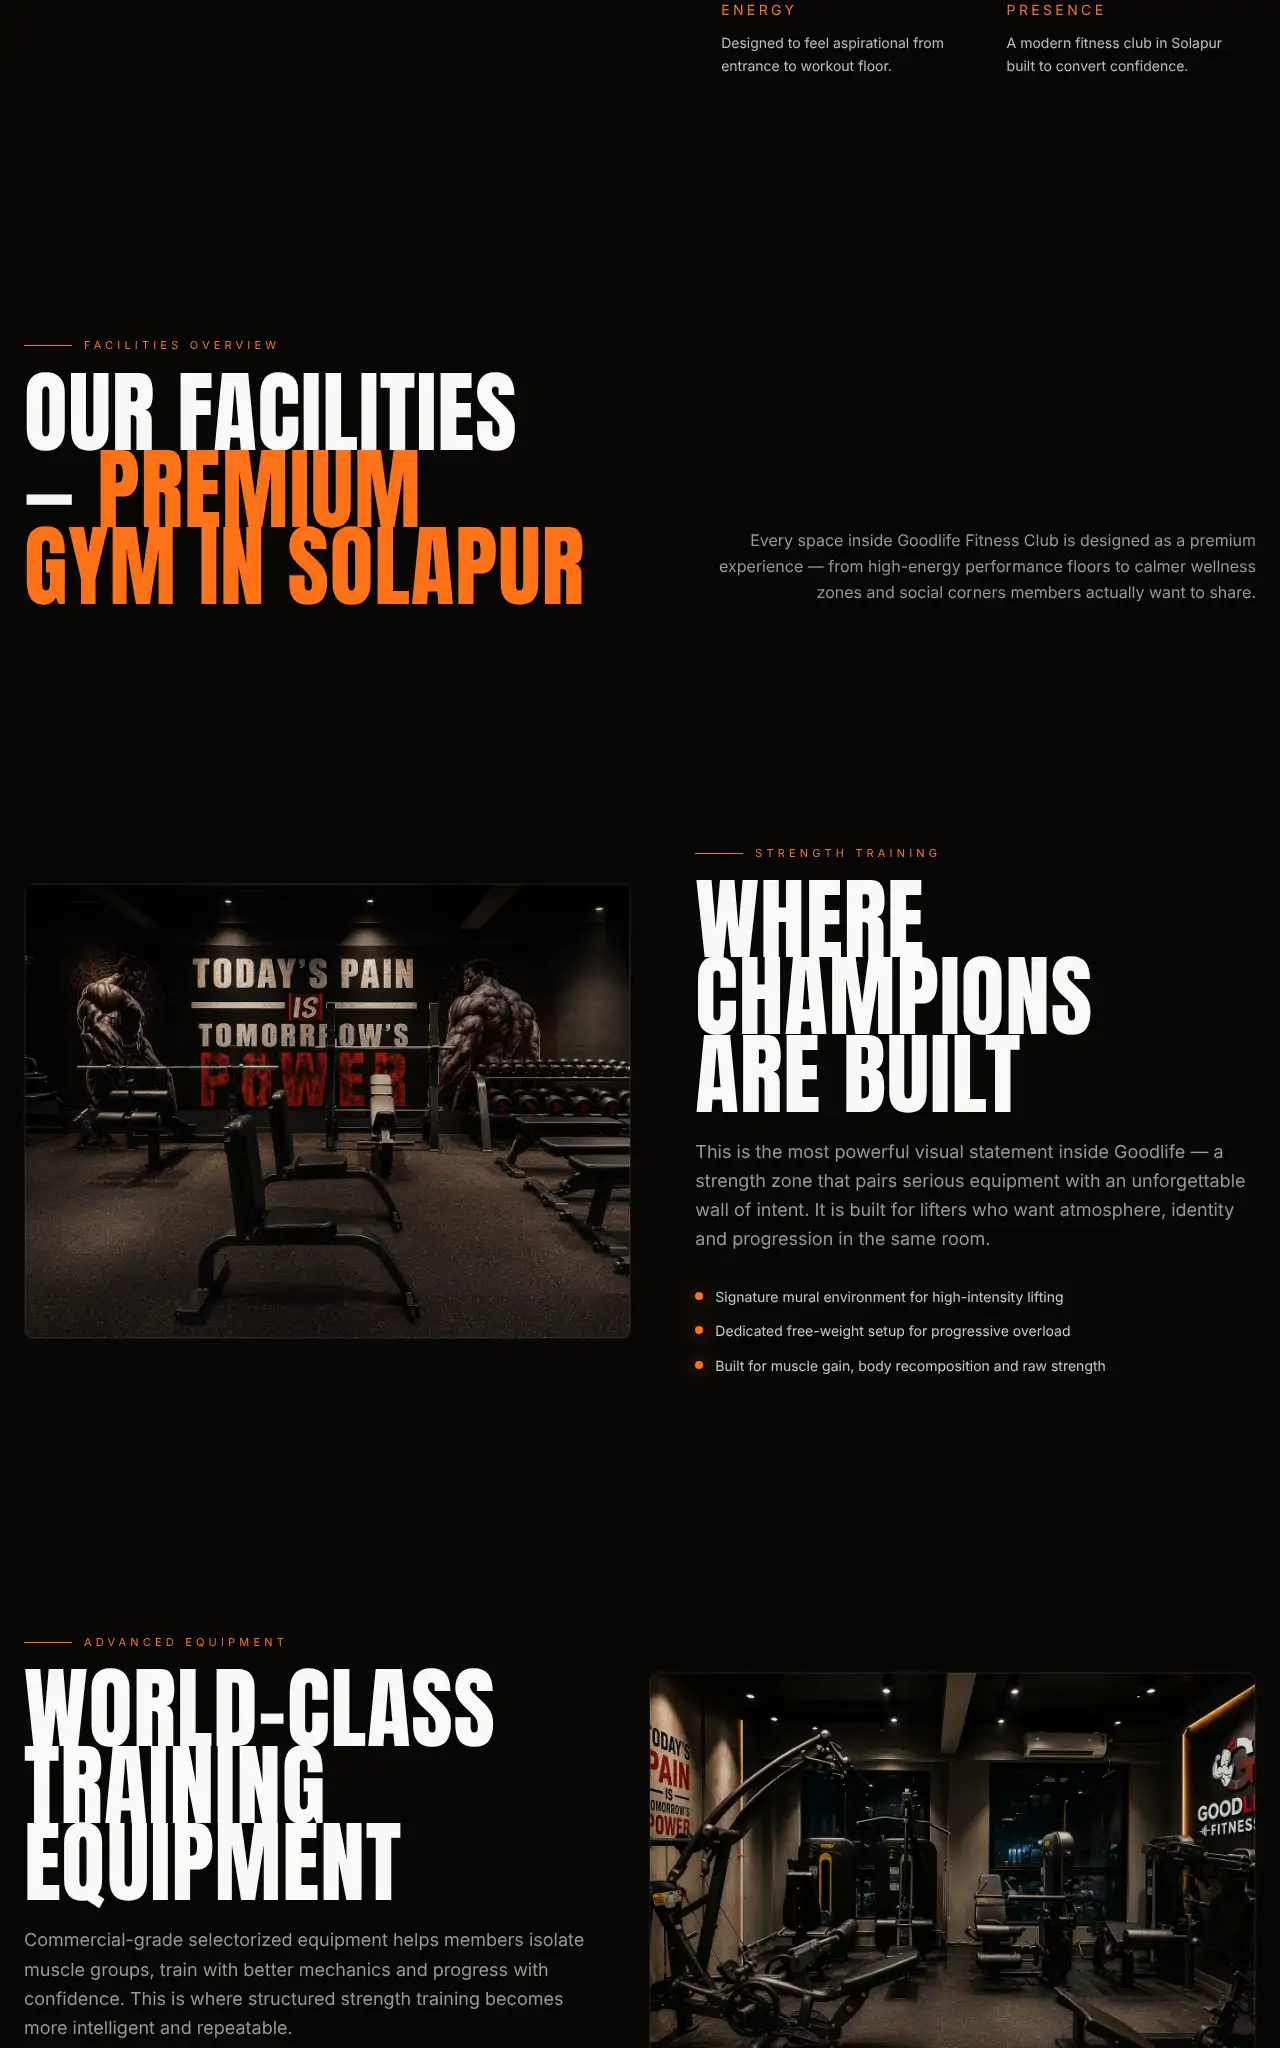 ENERGY
Designed to feel aspirational from
entrance to workout floor.
PRESENCE
A modern fitness club in Solapur
built to convert confidence.
FACILITIES OVERVIEW
OUR FACILITIES
— PREMIUM
GYM IN SOLAPUR
Every space inside Goodlife Fitness Club is designed as a premium
experience — from high-energy performance floors to calmer wellness
zones and social corners members actually want to share.
TODAY'S PAIN
IS
TOMORROW'S
POWER
STRENGTH TRAINING
WHERE
CHAMPIONS
ARE BUILT
This is the most powerful visual statement inside Goodlife — a
strength zone that pairs serious equipment with an unforgettable
wall of intent. It is built for lifters who want atmosphere, identity
and progression in the same room.
Signature mural environment for high-intensity lifting
Dedicated free-weight setup for progressive overload
Built for muscle gain, body recomposition and raw strength
ADVANCED EQUIPMENT
WORLD-CLASS
TRAINING
EQUIPMENT
Commercial-grade selectorized equipment helps members isolate
muscle groups, train with better mechanics and progress with
confidence. This is where structured strength training becomes
more intelligent and repeatable.
TODAY'S
PAIN
IS
TOMORROW'S
POWER
GOODLI
FITNESS